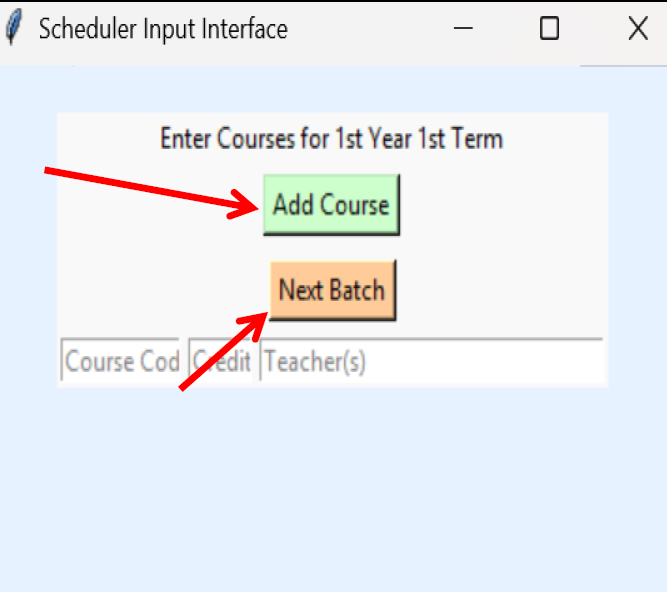 Scheduler Input Interface
Enter Courses for 1st Year 1st Term
Add Course
Next Batch
Course Cod Credit Teacher(s)